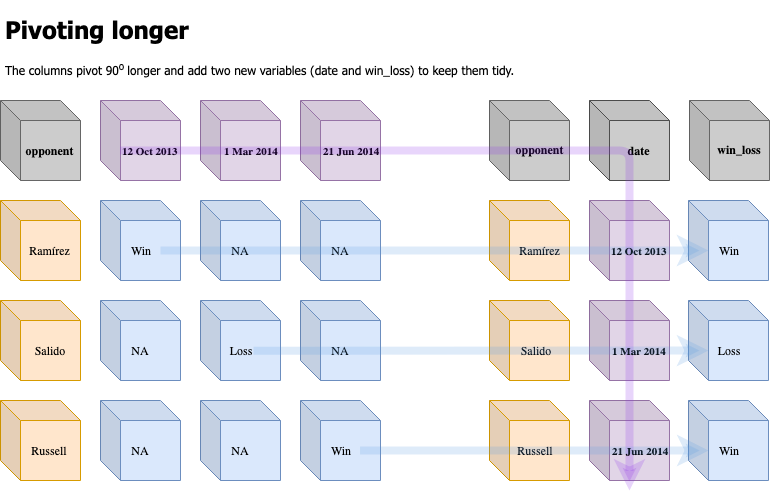 Pivoting longer
The columns pivot 90⁰ longer and add two new variables (date and win_loss) to keep them tidy.
opponent 12 Oct 2013 1 Mar 2014 21 Jun 2014 opponent date win_loss
Ramírez Win NA NA Ramírez 12 Oct 2013 Win
Salido NA Loss NA Salido 1 Mar 2014 Loss
Russell NA NA Win Russell 21 Jun 2014 Win